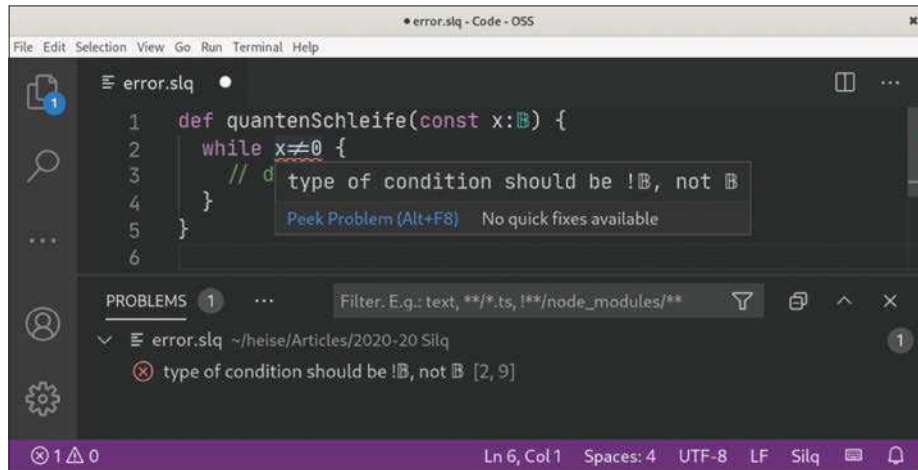 ● error.slq - Code - OSS
File Edit Selection View Go Run Terminal Help
1
error.slq ●
1 def quantenSchleife(const x:𝔹) {
2 while x≠0 {
3 // d
type of condition should be !𝔹, not 𝔹
4 }
Peek Problem (Alt+F8) No quick fixes available
5 }
6
PROBLEMS 1 ··· Filter. E.g.: text, **/*.ts, !**/node_modules/**
error.slq ~/heise/Articles/2020-20 Silq 1
type of condition should be !𝔹, not 𝔹 [2, 9]
1 0 Ln 6, Col 1 Spaces: 4 UTF-8 LF Silq